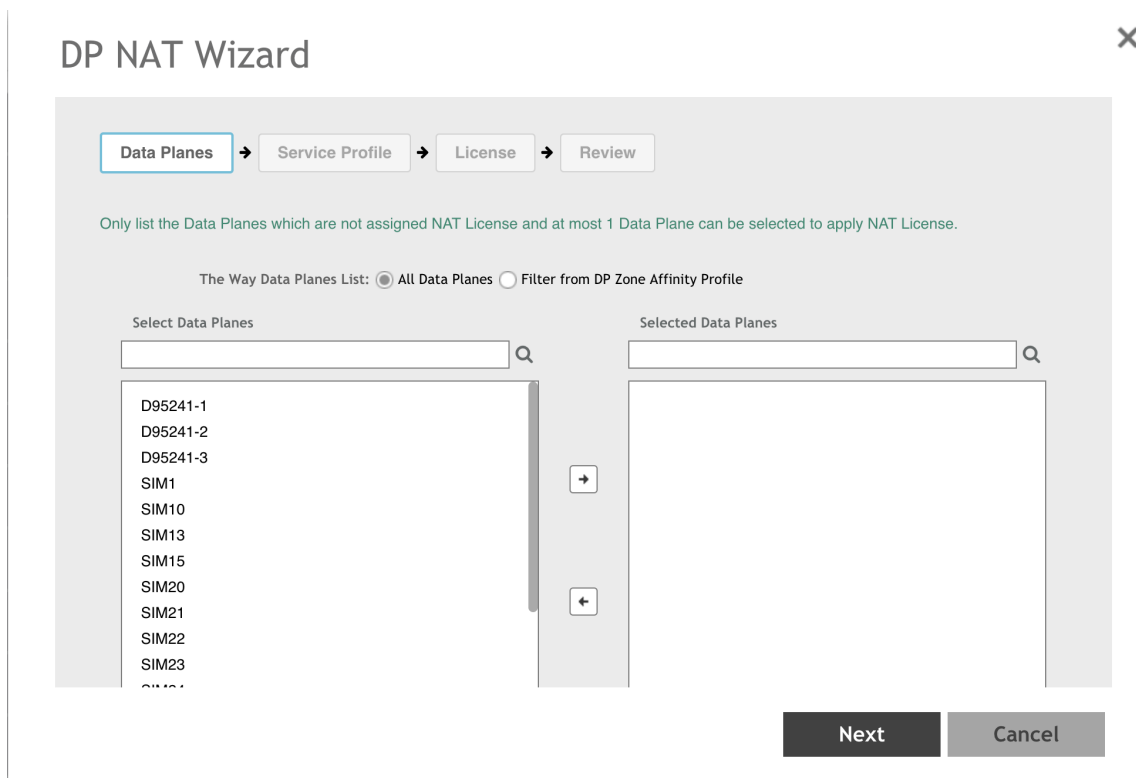 DP NAT Wizard
Data Planes Service Profile License Review
Only list the Data Planes which are not assigned NAT License and at most 1 Data Plane can be selected to apply NAT License.
The Way Data Planes List: All Data Planes Filter from DP Zone Affinity Profile
Select Data Planes
D95241-1
D95241-2
D95241-3
SIM1
SIM10
SIM13
SIM15
SIM20
SIM21
SIM22
SIM23
Selected Data Planes
Next Cancel